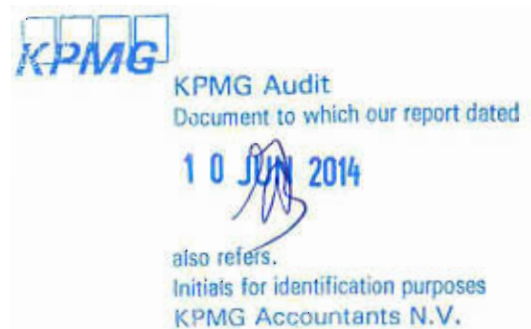 KPMG
KPMG Audit
Document to which our report dated
10 JUN 2014
also refers.
Initials for identification purposes
KPMG Accountants N.V.